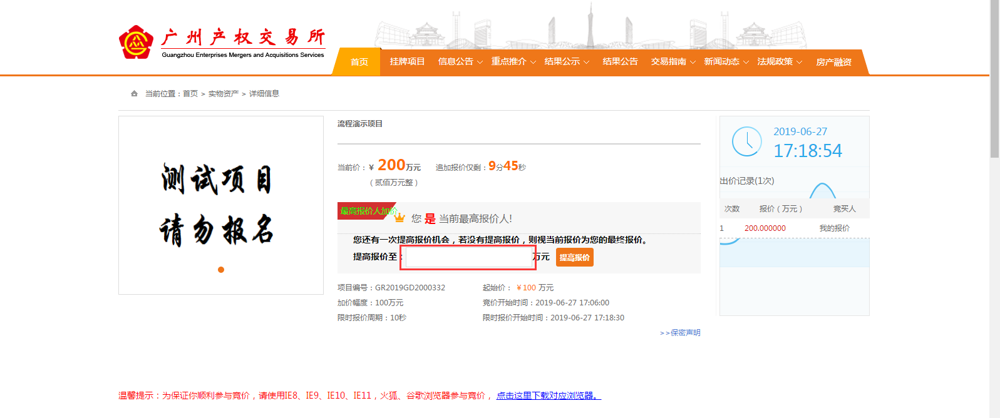 广州产权交易所
Guangzhou Enterprises Mergers and Acquisitions Services
首页 挂牌项目 信息公告 重点推介 结果公示 结果公告 交易指南 新闻动态 法规政策 房产融资
当前位置：首页 > 实物资产 > 详细信息
测试项目
请勿报名
流程演示项目
当前价：¥ 200万元 追加报价仅剩：9分45秒
（贰佰万元整）
最高报价人加价
您 是 当前最高报价人!
您还有一次提高报价机会，若没有提高报价，则视当前报价为您的最终报价。
提高报价至： 万元 提高报价
项目编号：GR2019GD2000332 起始价：￥100 万元
加价幅度：100万元 竞价开始时间：2019-06-27 17:06:00
限时报价周期：10秒 限时报价开始时间：2019-06-27 17:18:30
>>保密声明
2019-06-27
17:18:54
出价记录(1次)
次数 报价（万元） 竞买人
1 200.000000 我的报价
温馨提示：为保证你顺利参与竞价，请使用IE8、IE9、IE10、IE11，火狐、谷歌浏览器参与竞价， 点击这里下载对应浏览器。